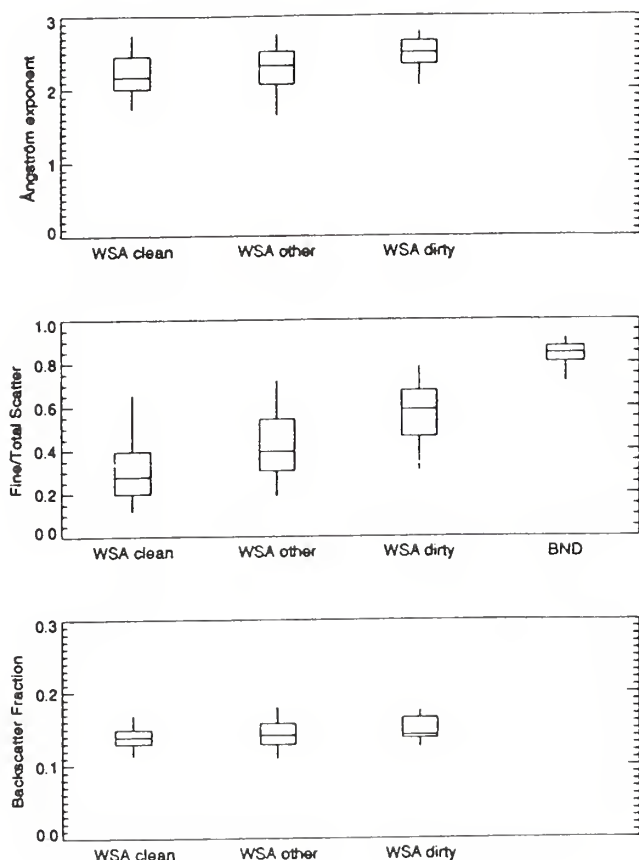 3
2
1
0
Ångström exponent
WSA clean WSA other WSA dirty
1.0
0.8
0.6
0.4
0.2
0 0
Fine/Total Scatter
WSA clean WSA other WSA dirty BND
0.3
0.2
0.1
0 0
Backscatter Fraction
WSA clean WSA other WSA dirty